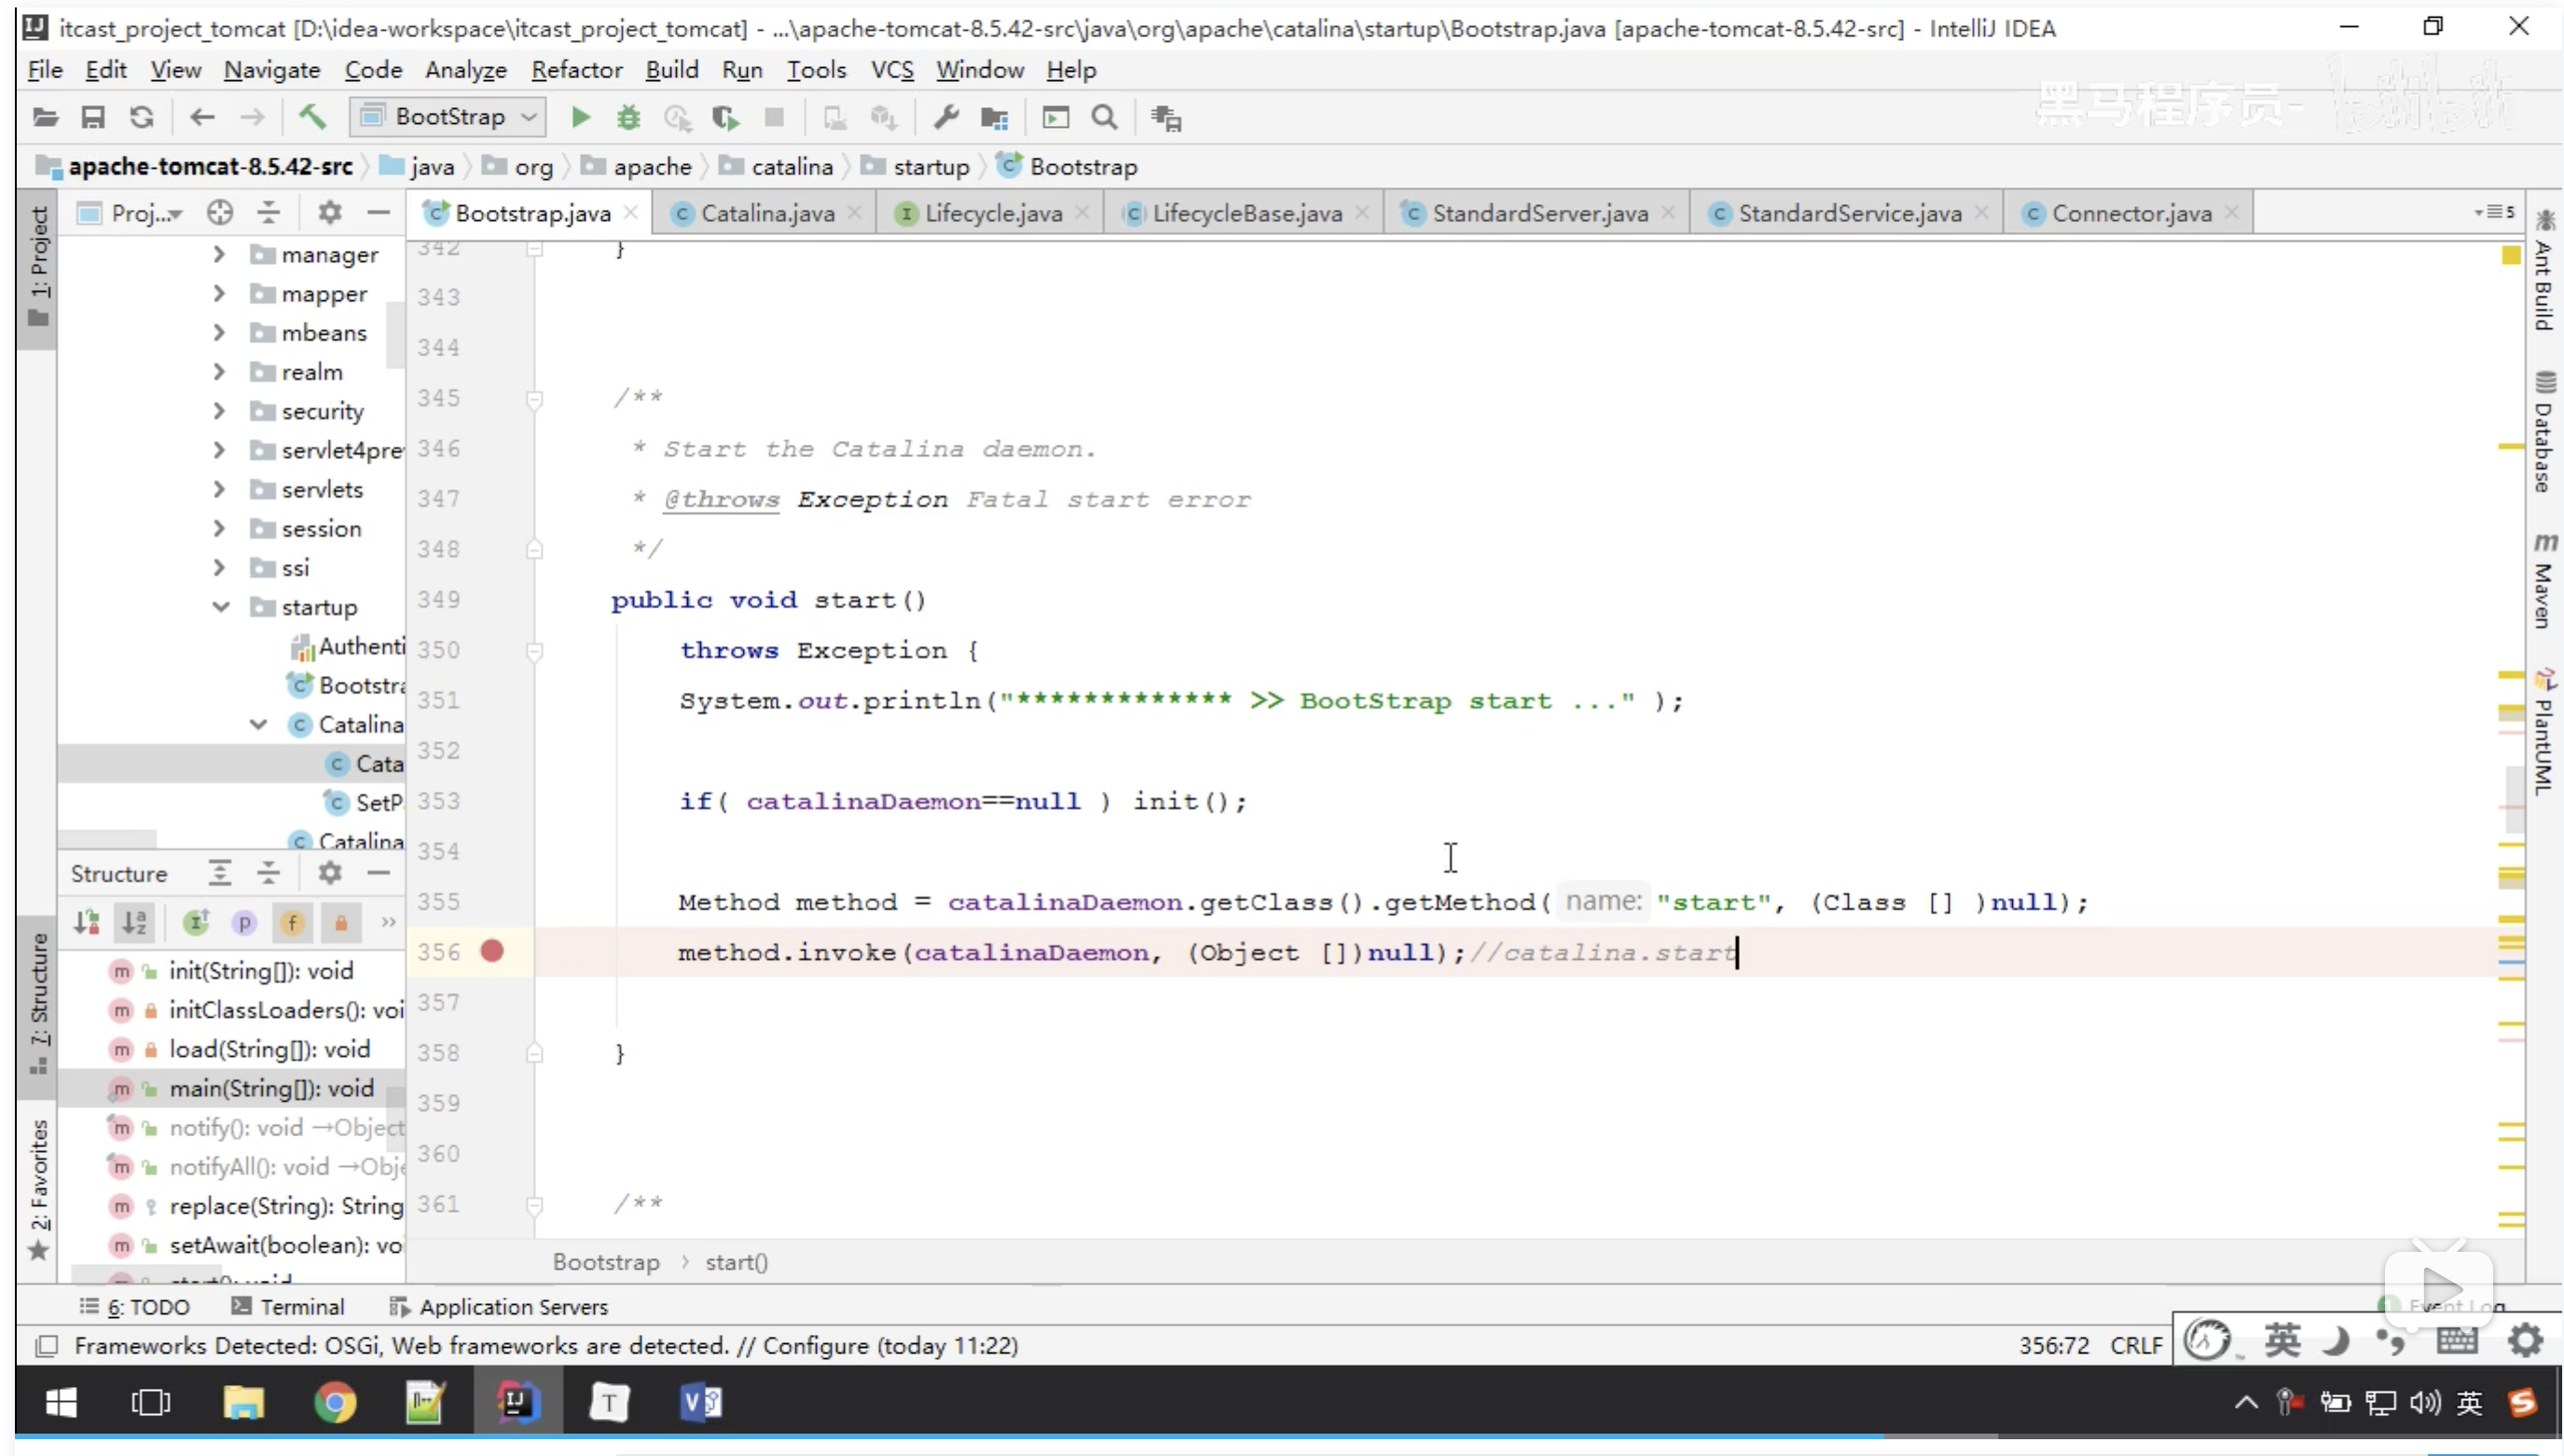 itcast_project_tomcat [D:\idea-workspace\itcast_project_tomcat] - ...\apache-tomcat-8.5.42-src\java\org\apache\catalina\startup\Bootstrap.java [apache-tomcat-8.5.42-src] - IntelliJ IDEA
File Edit View Navigate Code Analyze Refactor Build Run Tools VCS Window Help
黑马程序员- bilibili
BootStrap
apache-tomcat-8.5.42-src java org apache catalina startup Bootstrap
1: Project
Proj...
Bootstrap.java Catalina.java Lifecycle.java LifecycleBase.java StandardServer.java StandardService.java Connector.java 5
manager
mapper
mbeans
realm
security
servlet4pre
servlets
session
ssi
startup
Authenti
Bootstra
Catalina
Cata
SetP
Catalina
342 }
343
344
345 /**
346 * Start the Catalina daemon.
347 * @throws Exception Fatal start error
348 */
349 public void start()
350 throws Exception {
351 System.out.println("************* >> BootStrap start ..." );
352
353 if( catalinaDaemon==null ) init();
354
355 Method method = catalinaDaemon.getClass().getMethod( name: "start", (Class [] )null);
356 method.invoke(catalinaDaemon, (Object [])null);//catalina.start
357
358 }
359
360
361 /**
Bootstrap › start()
Ant Build
Database
Maven
PlantUML
Structure
7: Structure
2: Favorites
init(String[]): void
initClassLoaders(): voi
load(String[]): void
main(String[]): void
notify(): void →Object
notifyAll(): void →Obje
replace(String): String
setAwait(boolean): vo
start(): void
6: TODO Terminal Application Servers Event Log
Frameworks Detected: OSGi, Web frameworks are detected. // Configure (today 11:22) 356:72 CRLF 英
英